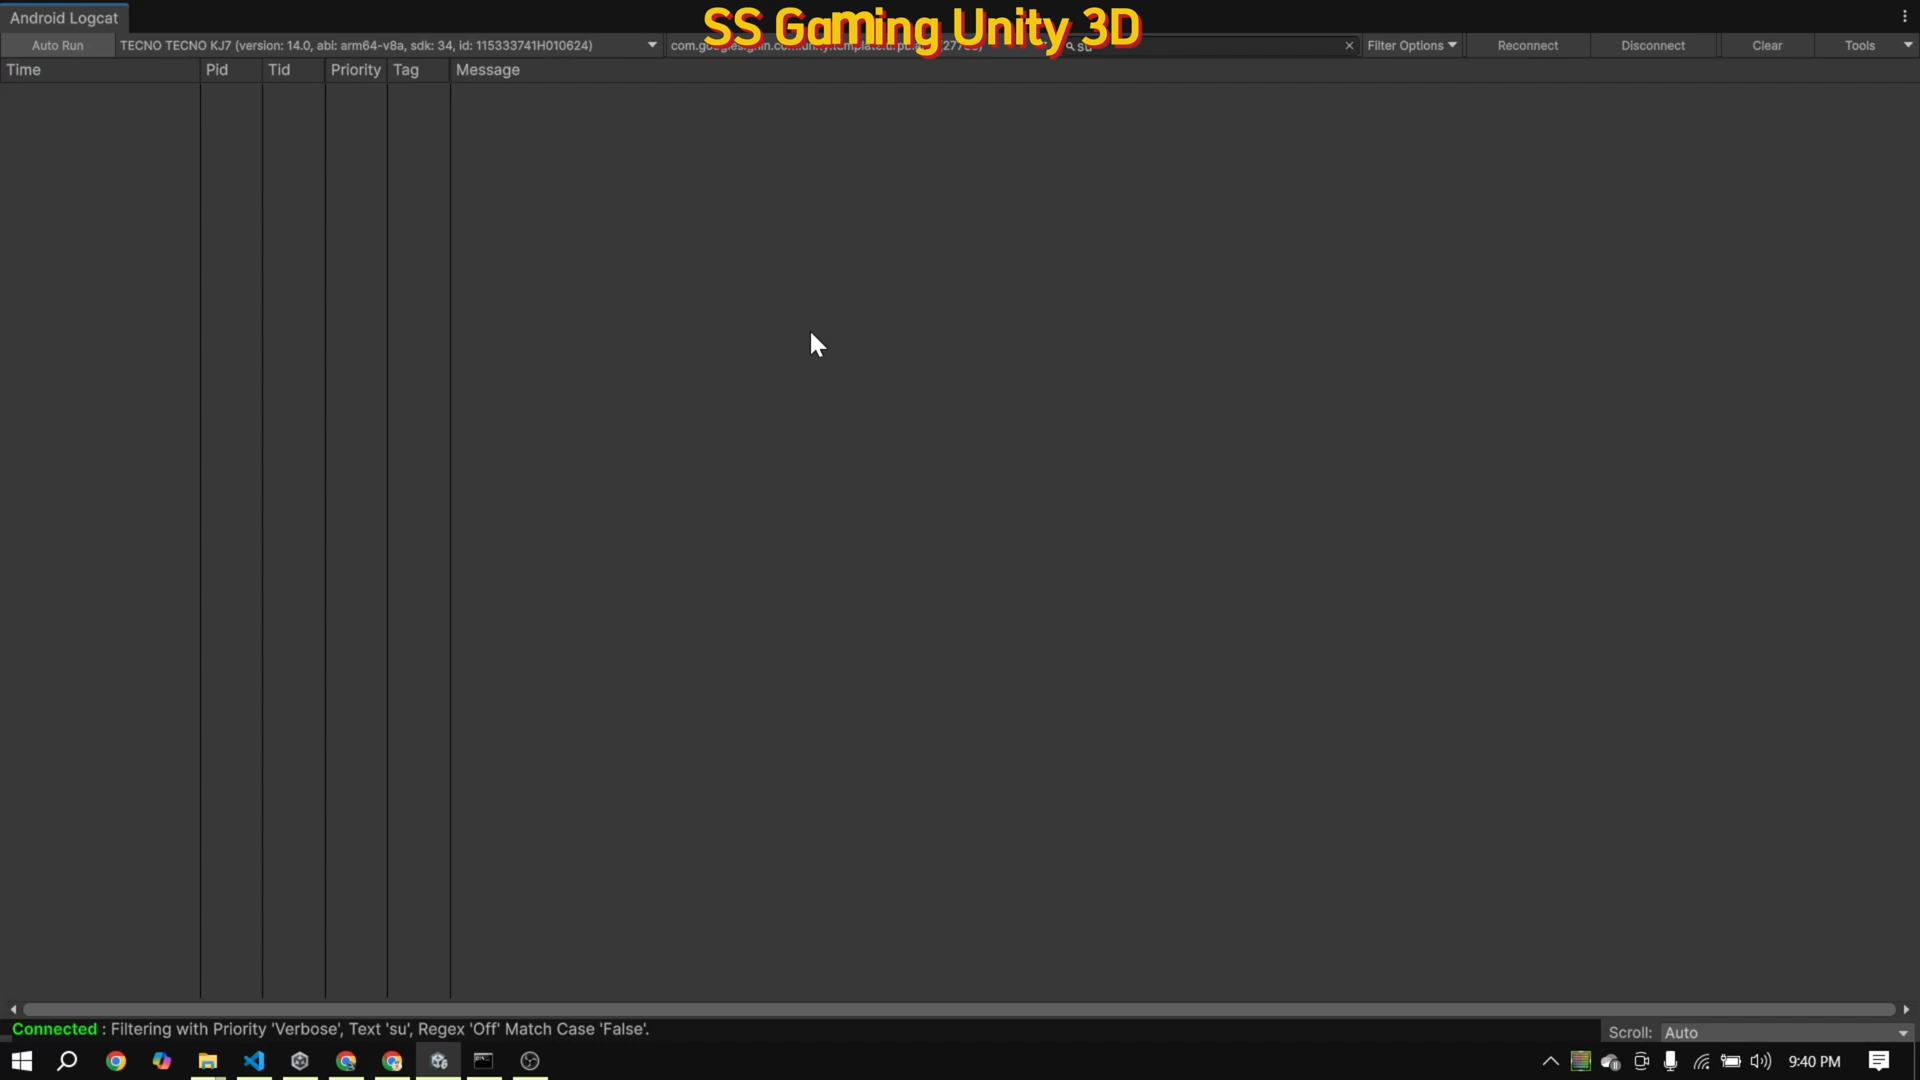 SS Gaming Unity 3D
Android Logcat
Auto Run
TECNO TECNO KJ7 (version: 14.0, abi: arm64-v8a, sdk: 34, id: 115333741H010624)
su
Filter Options
Reconnect
Disconnect
Clear
Tools
Time
Pid
Tid
Priority
Tag
Message
Connected : Filtering with Priority 'Verbose', Text 'su', Regex 'Off' Match Case 'False'.
Scroll: Auto
9:40 PM